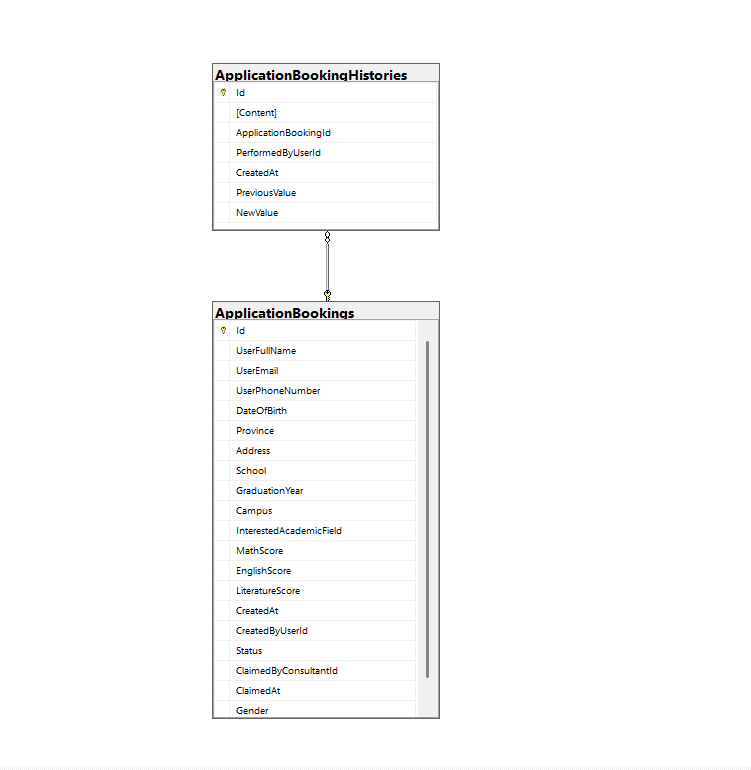 ApplicationBookingHistories
Id
[Content]
ApplicationBookingId
PerformedByUserId
CreatedAt
PreviousValue
NewValue
ApplicationBookings
Id
UserFullName
UserEmail
UserPhoneNumber
DateOfBirth
Province
Address
School
GraduationYear
Campus
InterestedAcademicField
MathScore
EnglishScore
LiteratureScore
CreatedAt
CreatedByUserId
Status
ClaimedByConsultantId
ClaimedAt
Gender